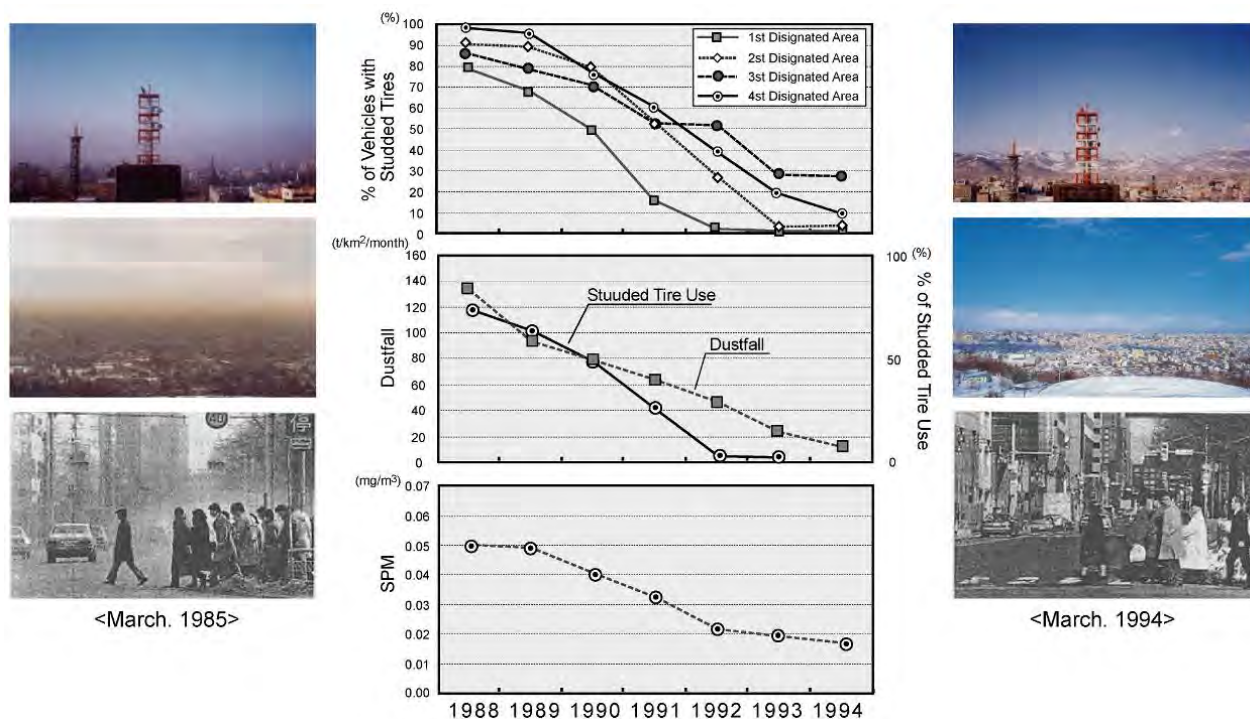 (%)
100
90
80
70
60
50
40
30
20
10
0
% of Vehicles with
Studded Tires
1st Disignated Area
2st Disignated Area
3st Disignated Area
4st Disignated Area
(t/km²/month)
160
140
120
100
80
60
40
20
0
Dustfall
Stuuded Tire Use
Dustfall
100
(%)
50
0
% of Studded Tire Use
(mg/m³)
0.07
0.06
0.05
0.04
0.03
0.02
0.01
0.00
SPM
1988 1989 1990 1991 1992 1993 1994
40
停
<March. 1985>
<March. 1994>